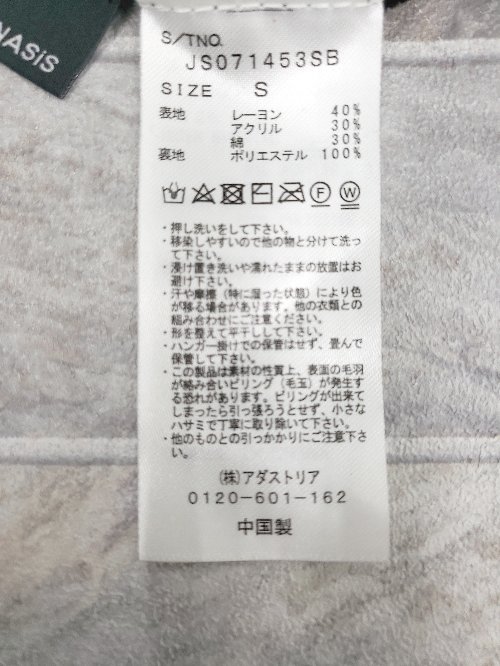 NASiS
S/TNO.
JS071453SB
SIZE S
表地 レーヨン 40%
アクリル 30%
綿 30%
裏地 ポリエステル 100%
F W
・押し洗いをして下さい。
・移染しやすいので他の物と分けて洗っ
て下さい。
・浸け置き洗いや濡れたままの放置はお
避け下さい。
・汗や摩擦(特に湿った状態)により色
が移る場合があります。他の衣類との
組み合わせにご注意ください。
・形を整えて平干しして下さい。
・ハンガー掛けでの保管はせず、畳んで
保管して下さい。
・この製品は素材の性質上、表面の毛羽
が絡み合いピリング(毛玉)が発生す
る恐れがあります。ピリングが出来て
しまったら引っ張ろうとせず、小さな
ハサミで丁寧に取り除いて下さい。
・他のものとの引っかかりにご注意下さ
い。
(株)アダストリア
0120-601-162
中国製